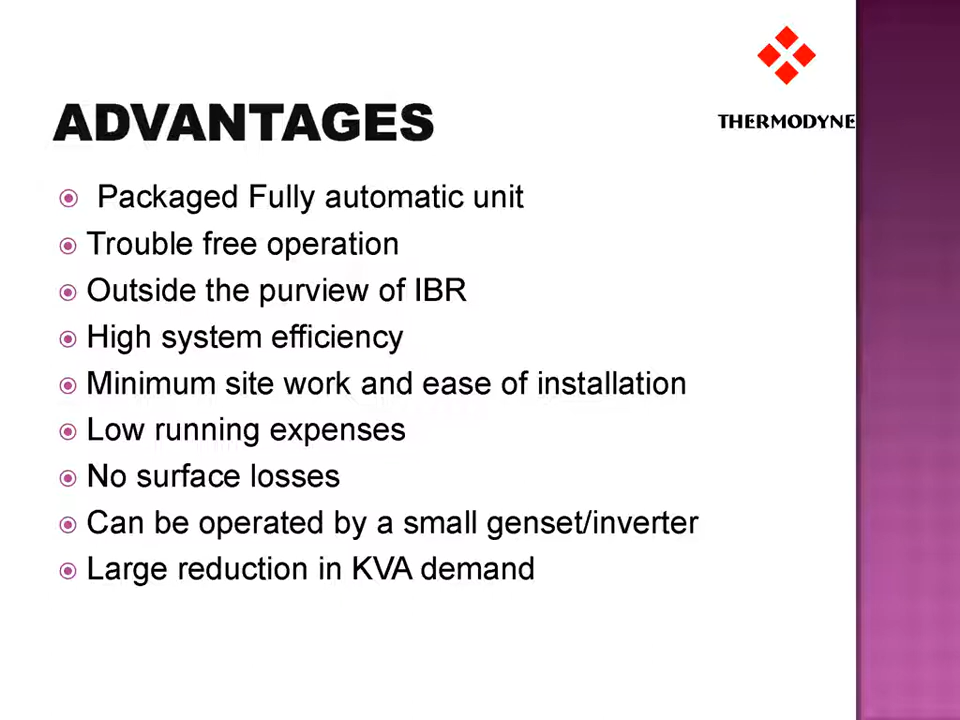 THERMODYNE
ADVANTAGES
Packaged Fully automatic unit
Trouble free operation
Outside the purview of IBR
High system efficiency
Minimum site work and ease of installation
Low running expenses
No surface losses
Can be operated by a small genset/inverter
Large reduction in KVA demand